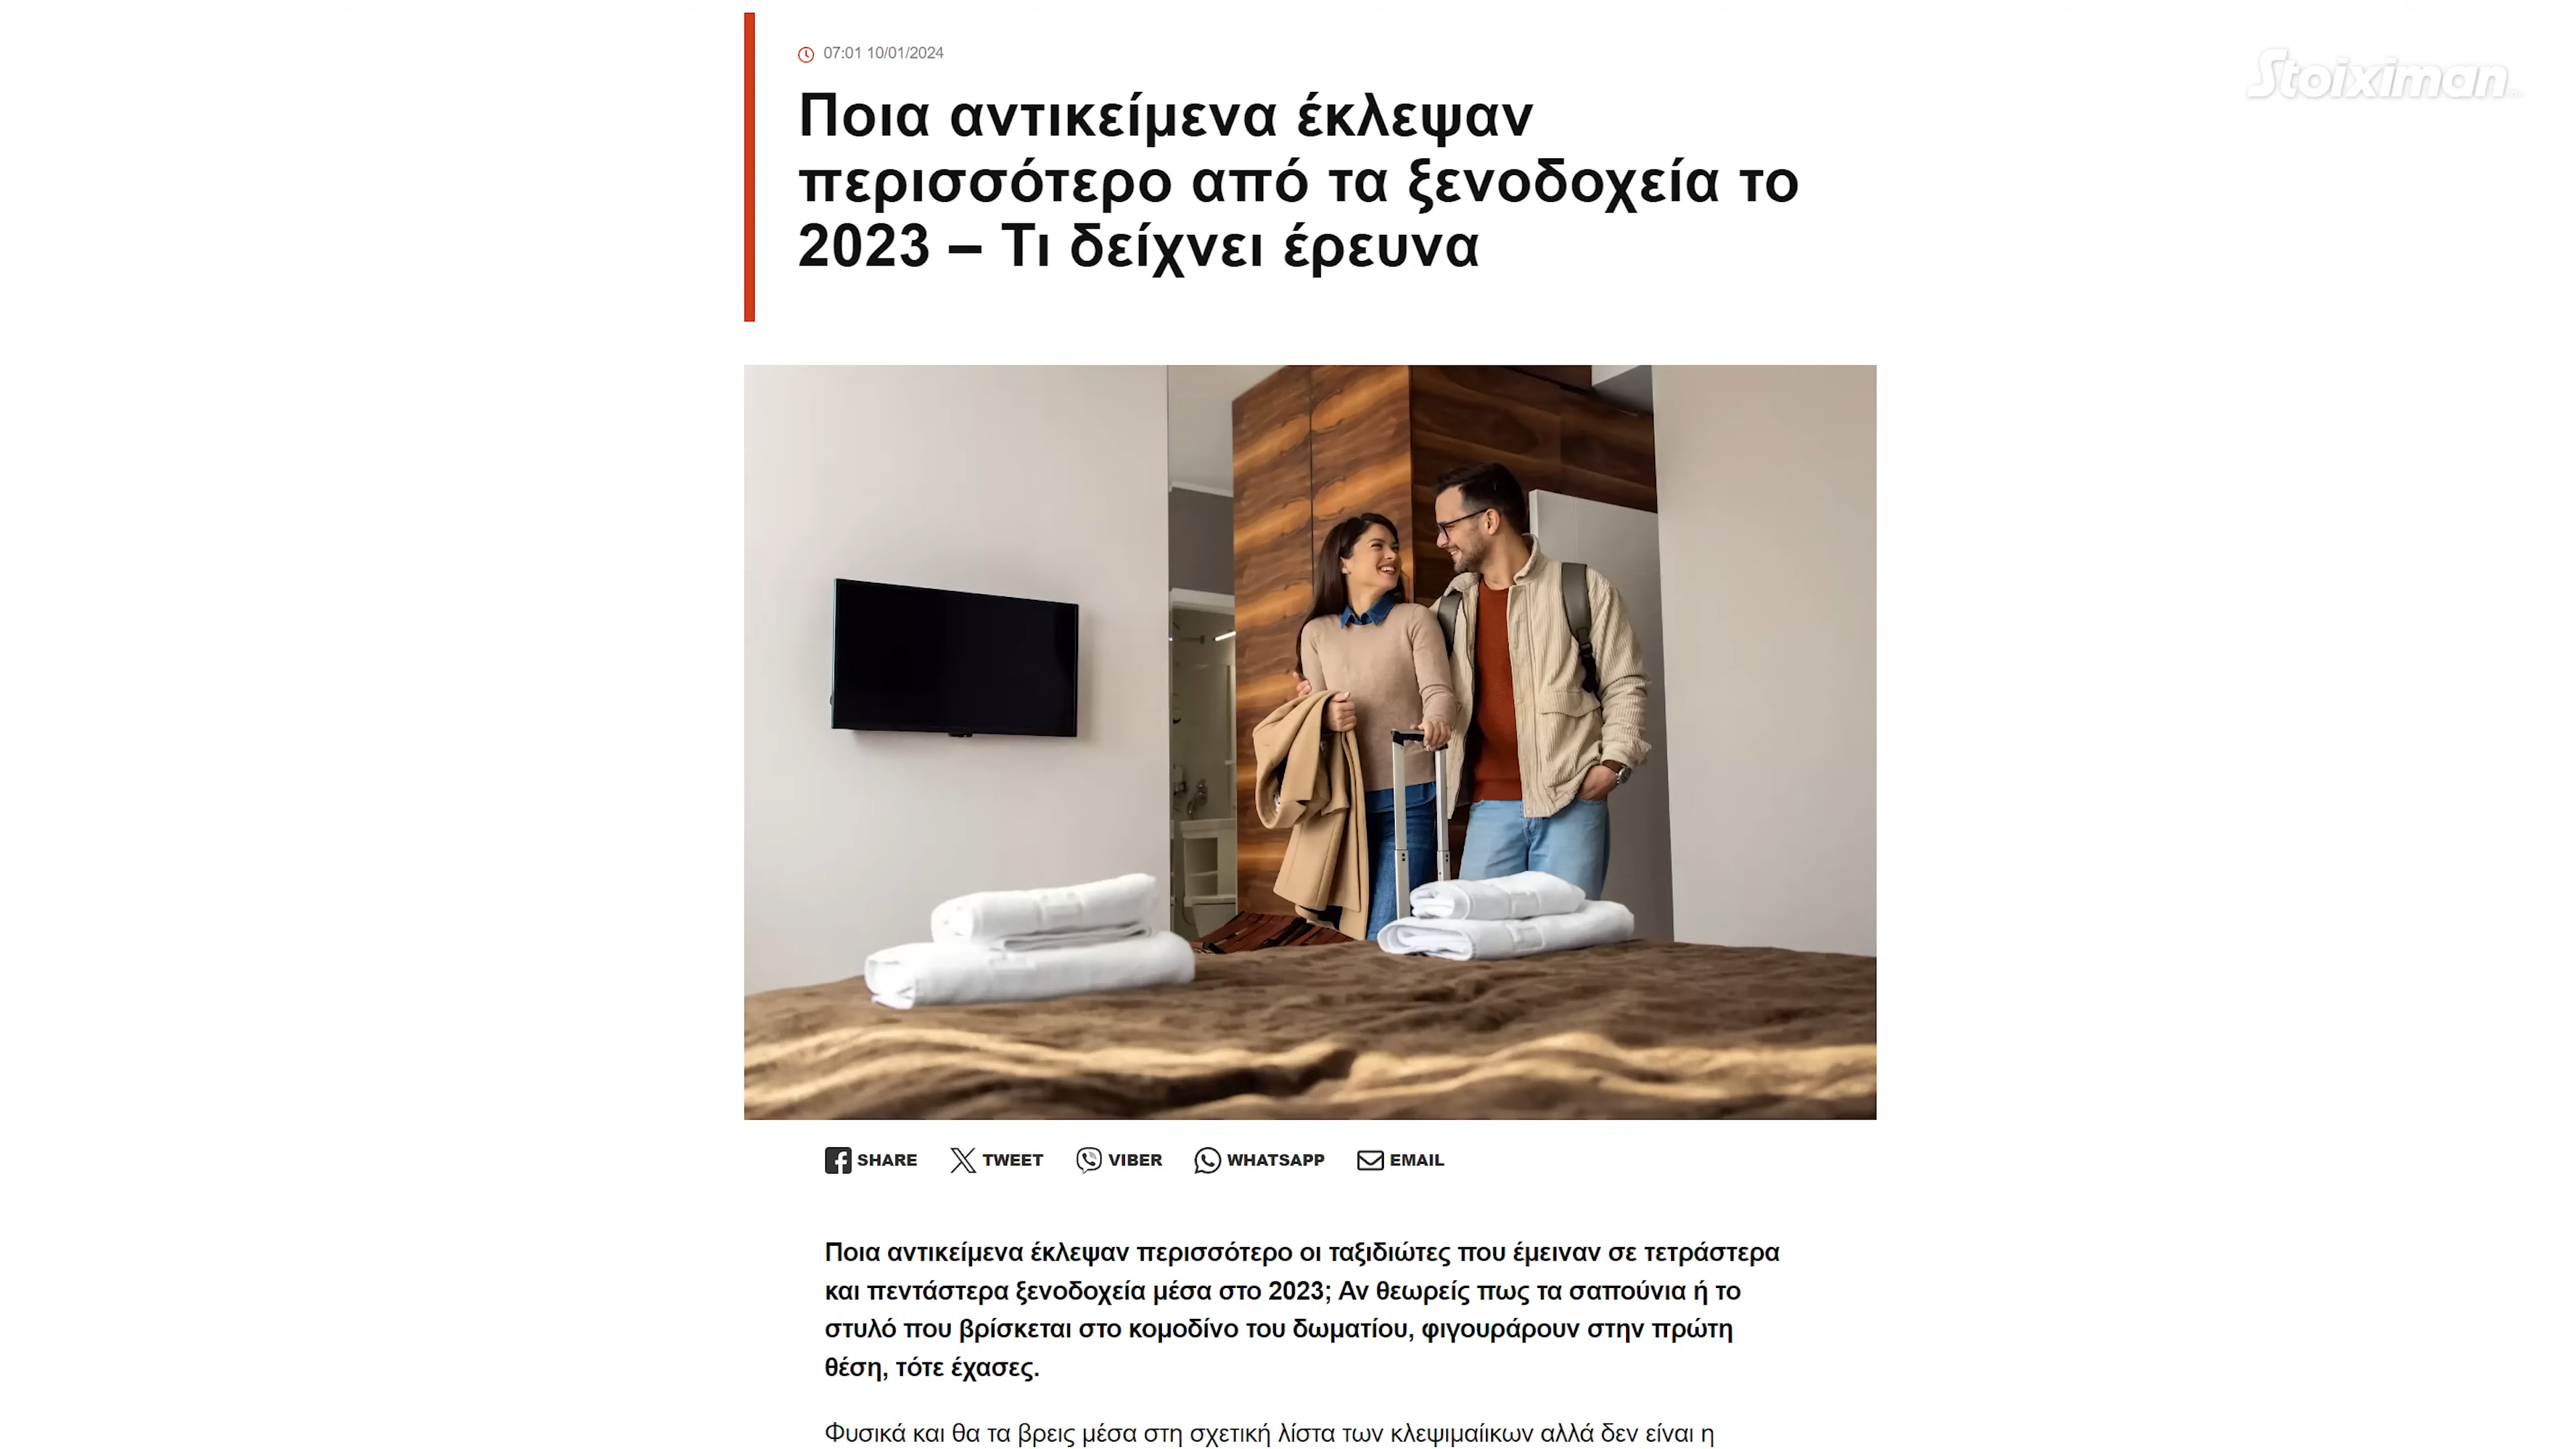 07:01 10/01/2024
Stoiximan
Ποια αντικείμενα έκλεψαν
περισσότερο από τα ξενοδοχεία το
2023 – Τι δείχνει έρευνα
SHARE TWEET VIBER WHATSAPP EMAIL
Ποια αντικείμενα έκλεψαν περισσότερο οι ταξιδιώτες που έμειναν σε τετράστερα
και πεντάστερα ξενοδοχεία μέσα στο 2023; Αν θεωρείς πως τα σαπούνια ή το
στυλό που βρίσκεται στο κομοδίνο του δωματίου, φιγουράρουν στην πρώτη
θέση, τότε έχασες.
Φυσικά και θα τα βρεις μέσα στη σχετική λίστα των κλεψιμαίικων αλλά δεν είναι η